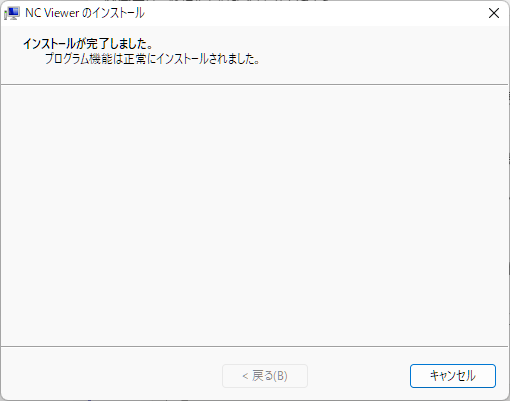 NC Viewer のインストール
インストールが完了しました。
プログラム機能は正常にインストールされました。
< 戻る(B)
キャンセル